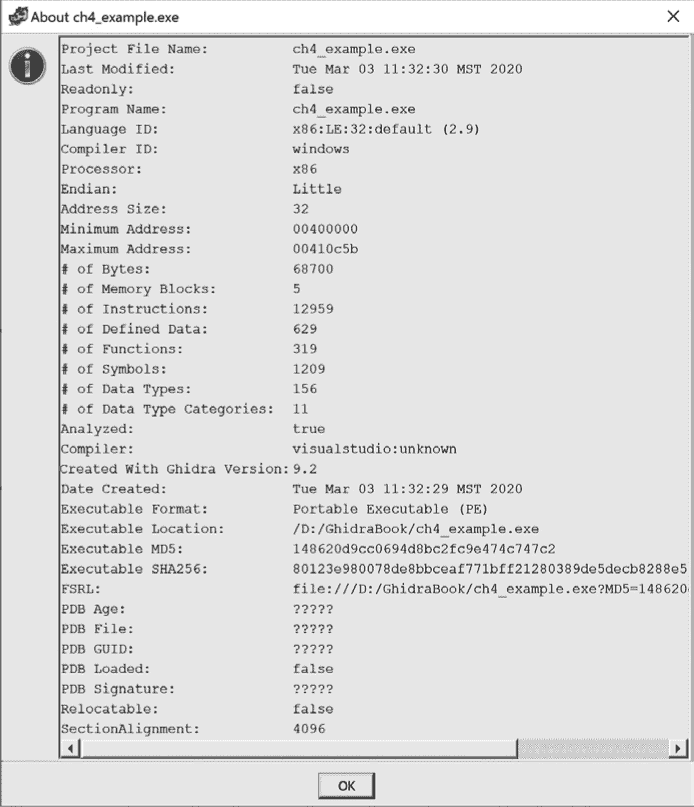 About ch4_example.exe
Project File Name: ch4_example.exe
Last Modified: Tue Mar 03 11:32:30 MST 2020
Readonly: false
Program Name: ch4_example.exe
Language ID: x86:LE:32:default (2.9)
Compiler ID: windows
Processor: x86
Endian: Little
Address Size: 32
Minimum Address: 00400000
Maximum Address: 00410c5b
# of Bytes: 68700
# of Memory Blocks: 5
# of Instructions: 12959
# of Defined Data: 629
# of Functions: 319
# of Symbols: 1209
# of Data Types: 156
# of Data Type Categories: 11
Analyzed: true
Compiler: visualstudio:unknown
Created With Ghidra Version: 9.2
Date Created: Tue Mar 03 11:32:29 MST 2020
Executable Format: Portable Executable (PE)
Executable Location: /D:/GhidraBook/ch4_example.exe
Executable MD5: 148620d9cc0694d8bc2fc9e474c747c2
Executable SHA256: 80123e980078de8bbceaf771bff21280389de5decb8288e5
FSRL: file:///D:/GhidraBook/ch4_example.exe?MD5=148620
PDB Age: ?????
PDB File: ?????
PDB GUID: ?????
PDB Loaded: false
PDB Signature: ?????
Relocatable: false
SectionAlignment: 4096
OK